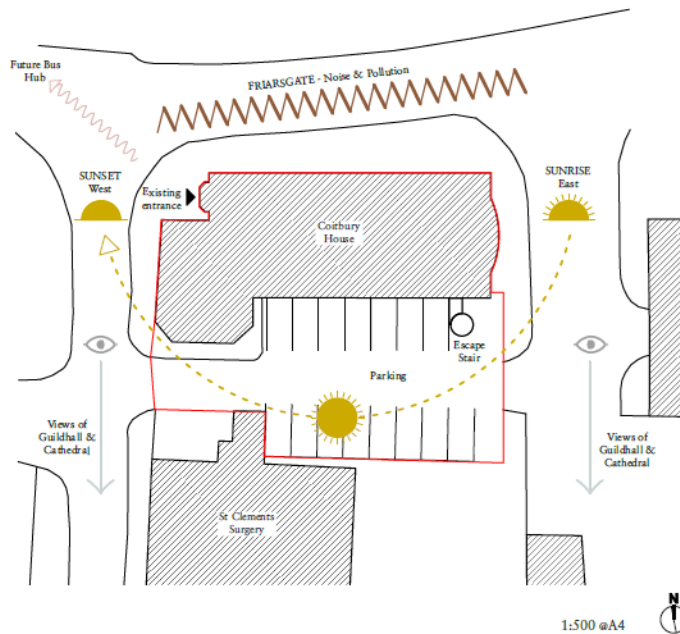 FRIARSGATE - Noise & Pollution
Future Bus
Hub
SUNSET
West
Existing
entrance
SUNRISE
East
Coitbury
House
Escape
Stair
Parking
Views of
Guildhall &
Cathedral
Views of
Guildhall &
Cathedral
St Clements
Surgery
N
1:500 @A4